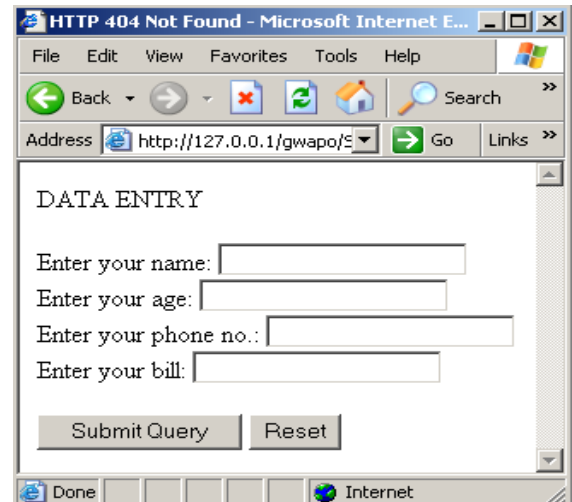 HTTP 404 Not Found - Microsoft Internet E...
File Edit View Favorites Tools Help
Back Search »
Address http://127.0.0.1/gwapo/S Go Links »
DATA ENTRY
Enter your name:
Enter your age:
Enter your phone no.:
Enter your bill:
Submit Query Reset
Done Internet